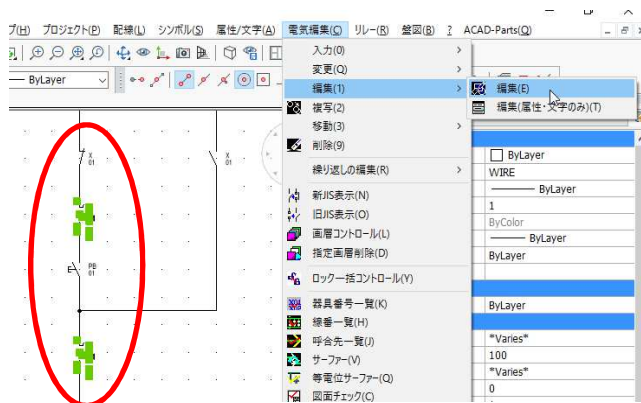 プ(H) プロジェクト(P) 配線(L) シンボル(S) 属性/文字(A) 電気編集(C) リレー(R) 盤図(B) ? ACAD-Parts(Q)
ByLayer
入力(0)
変更(Q)
編集(1)
複写(2)
移動(3)
削除(9)
繰り返しの編集(R)
新JIS表示(N)
旧JIS表示(O)
画層コントロール(L)
指定画層削除(D)
ロック一括コントロール(Y)
器具番号一覧(K)
線番一覧(H)
呼合先一覧(J)
サーファー(V)
等電位サーファー(Q)
図面チェック(C)
編集(E)
編集(属性・文字のみ)(T)
ByLayer
WIRE
ByLayer
1
ByColor
ByLayer
ByLayer
ByLayer
*Varies*
100
*Varies*
0
X
01
X
01
PB
01